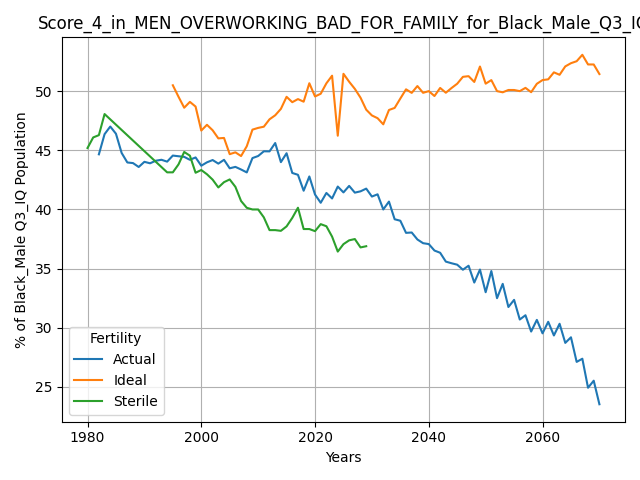 Score_4_in_MEN_OVERWORKING_BAD_FOR_FAMILY_for_Black_Male_Q3_IQ
% of Black_Male Q3_IQ Population
50
45
40
35
30
25
Fertility
Actual
Ideal
Sterile
1980 2000 2020 2040 2060
Years